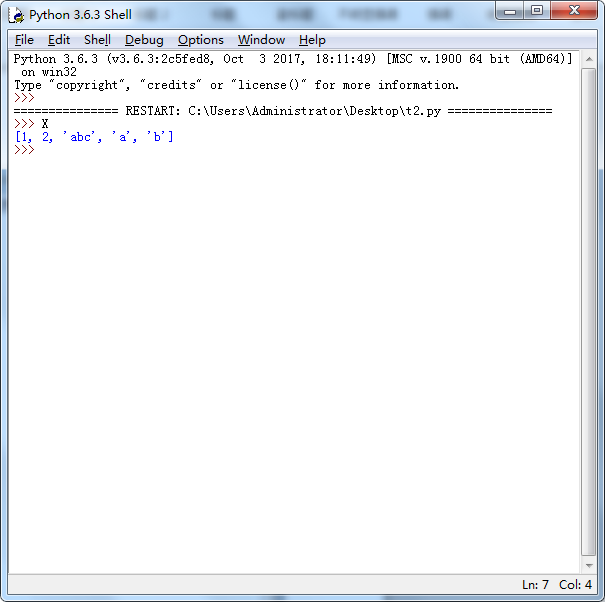 Python 3.6.3 Shell
File Edit Shell Debug Options Window Help
Python 3.6.3 (v3.6.3:2c5fed8, Oct  3 2017, 18:11:49) [MSC v.1900 64 bit (AMD64)]
 on win32
Type "copyright", "credits" or "license()" for more information.
>>>
=============== RESTART: C:\Users\Administrator\Desktop\t2.py ===============
>>> X
[1, 2, 'abc', 'a', 'b']
>>>
Ln: 7 Col: 4